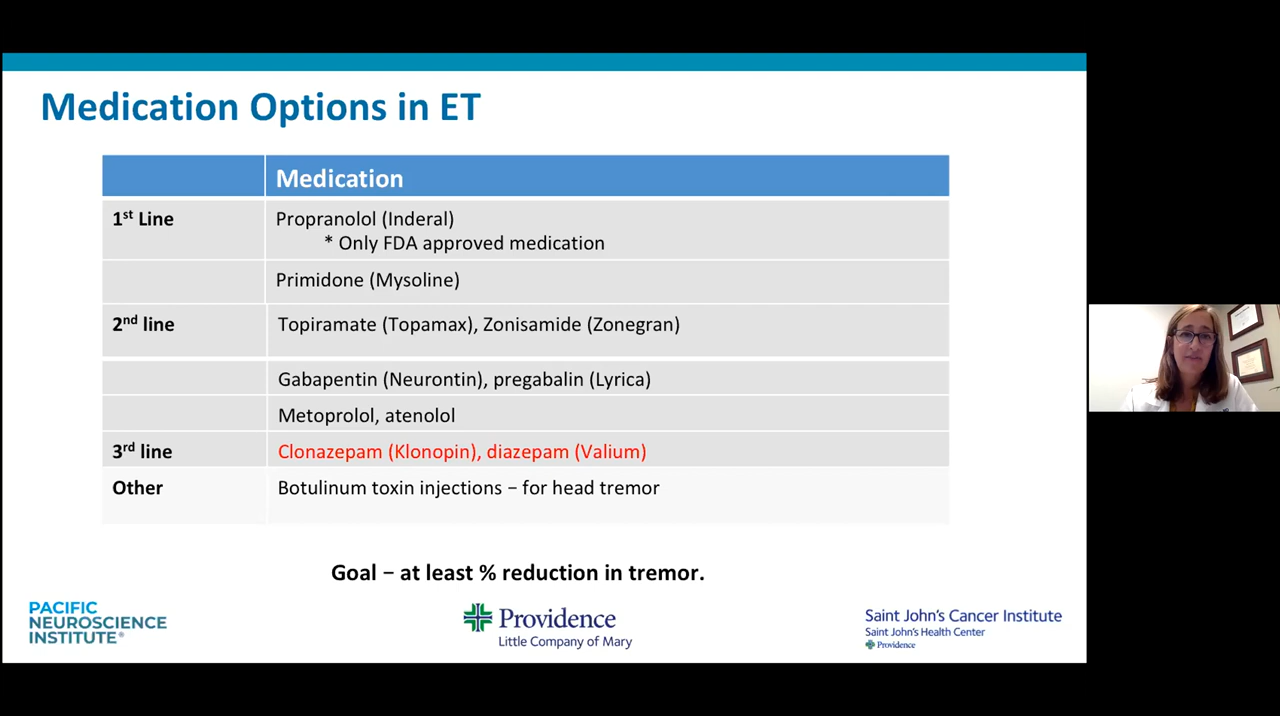 Medication Options in ET
Medication
1st Line
Propranolol (Inderal)
* Only FDA approved medication
Primidone (Mysoline)
2nd line
Topiramate (Topamax), Zonisamide (Zonegran)
Gabapentin (Neurontin), pregabalin (Lyrica)
Metoprolol, atenolol
3rd line
Clonazepam (Klonopin), diazepam (Valium)
Other
Botulinum toxin injections – for head tremor
Goal – at least % reduction in tremor.
PACIFIC
NEUROSCIENCE
INSTITUTE®
Providence
Little Company of Mary
Saint John's Cancer Institute
Saint John's Health Center
Providence